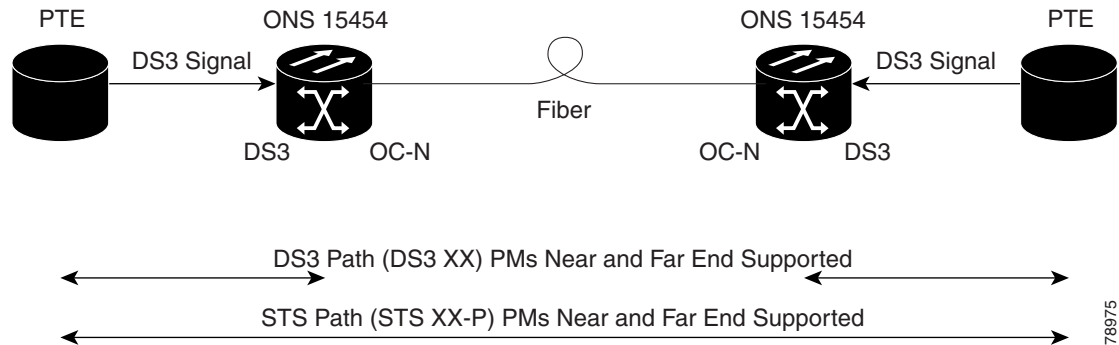 PTE
ONS 15454
ONS 15454
PTE
DS3 Signal
DS3 Signal
Fiber
DS3
OC-N
OC-N
DS3
DS3 Path (DS3 XX) PMs Near and Far End Supported
STS Path (STS XX-P) PMs Near and Far End Supported
78975